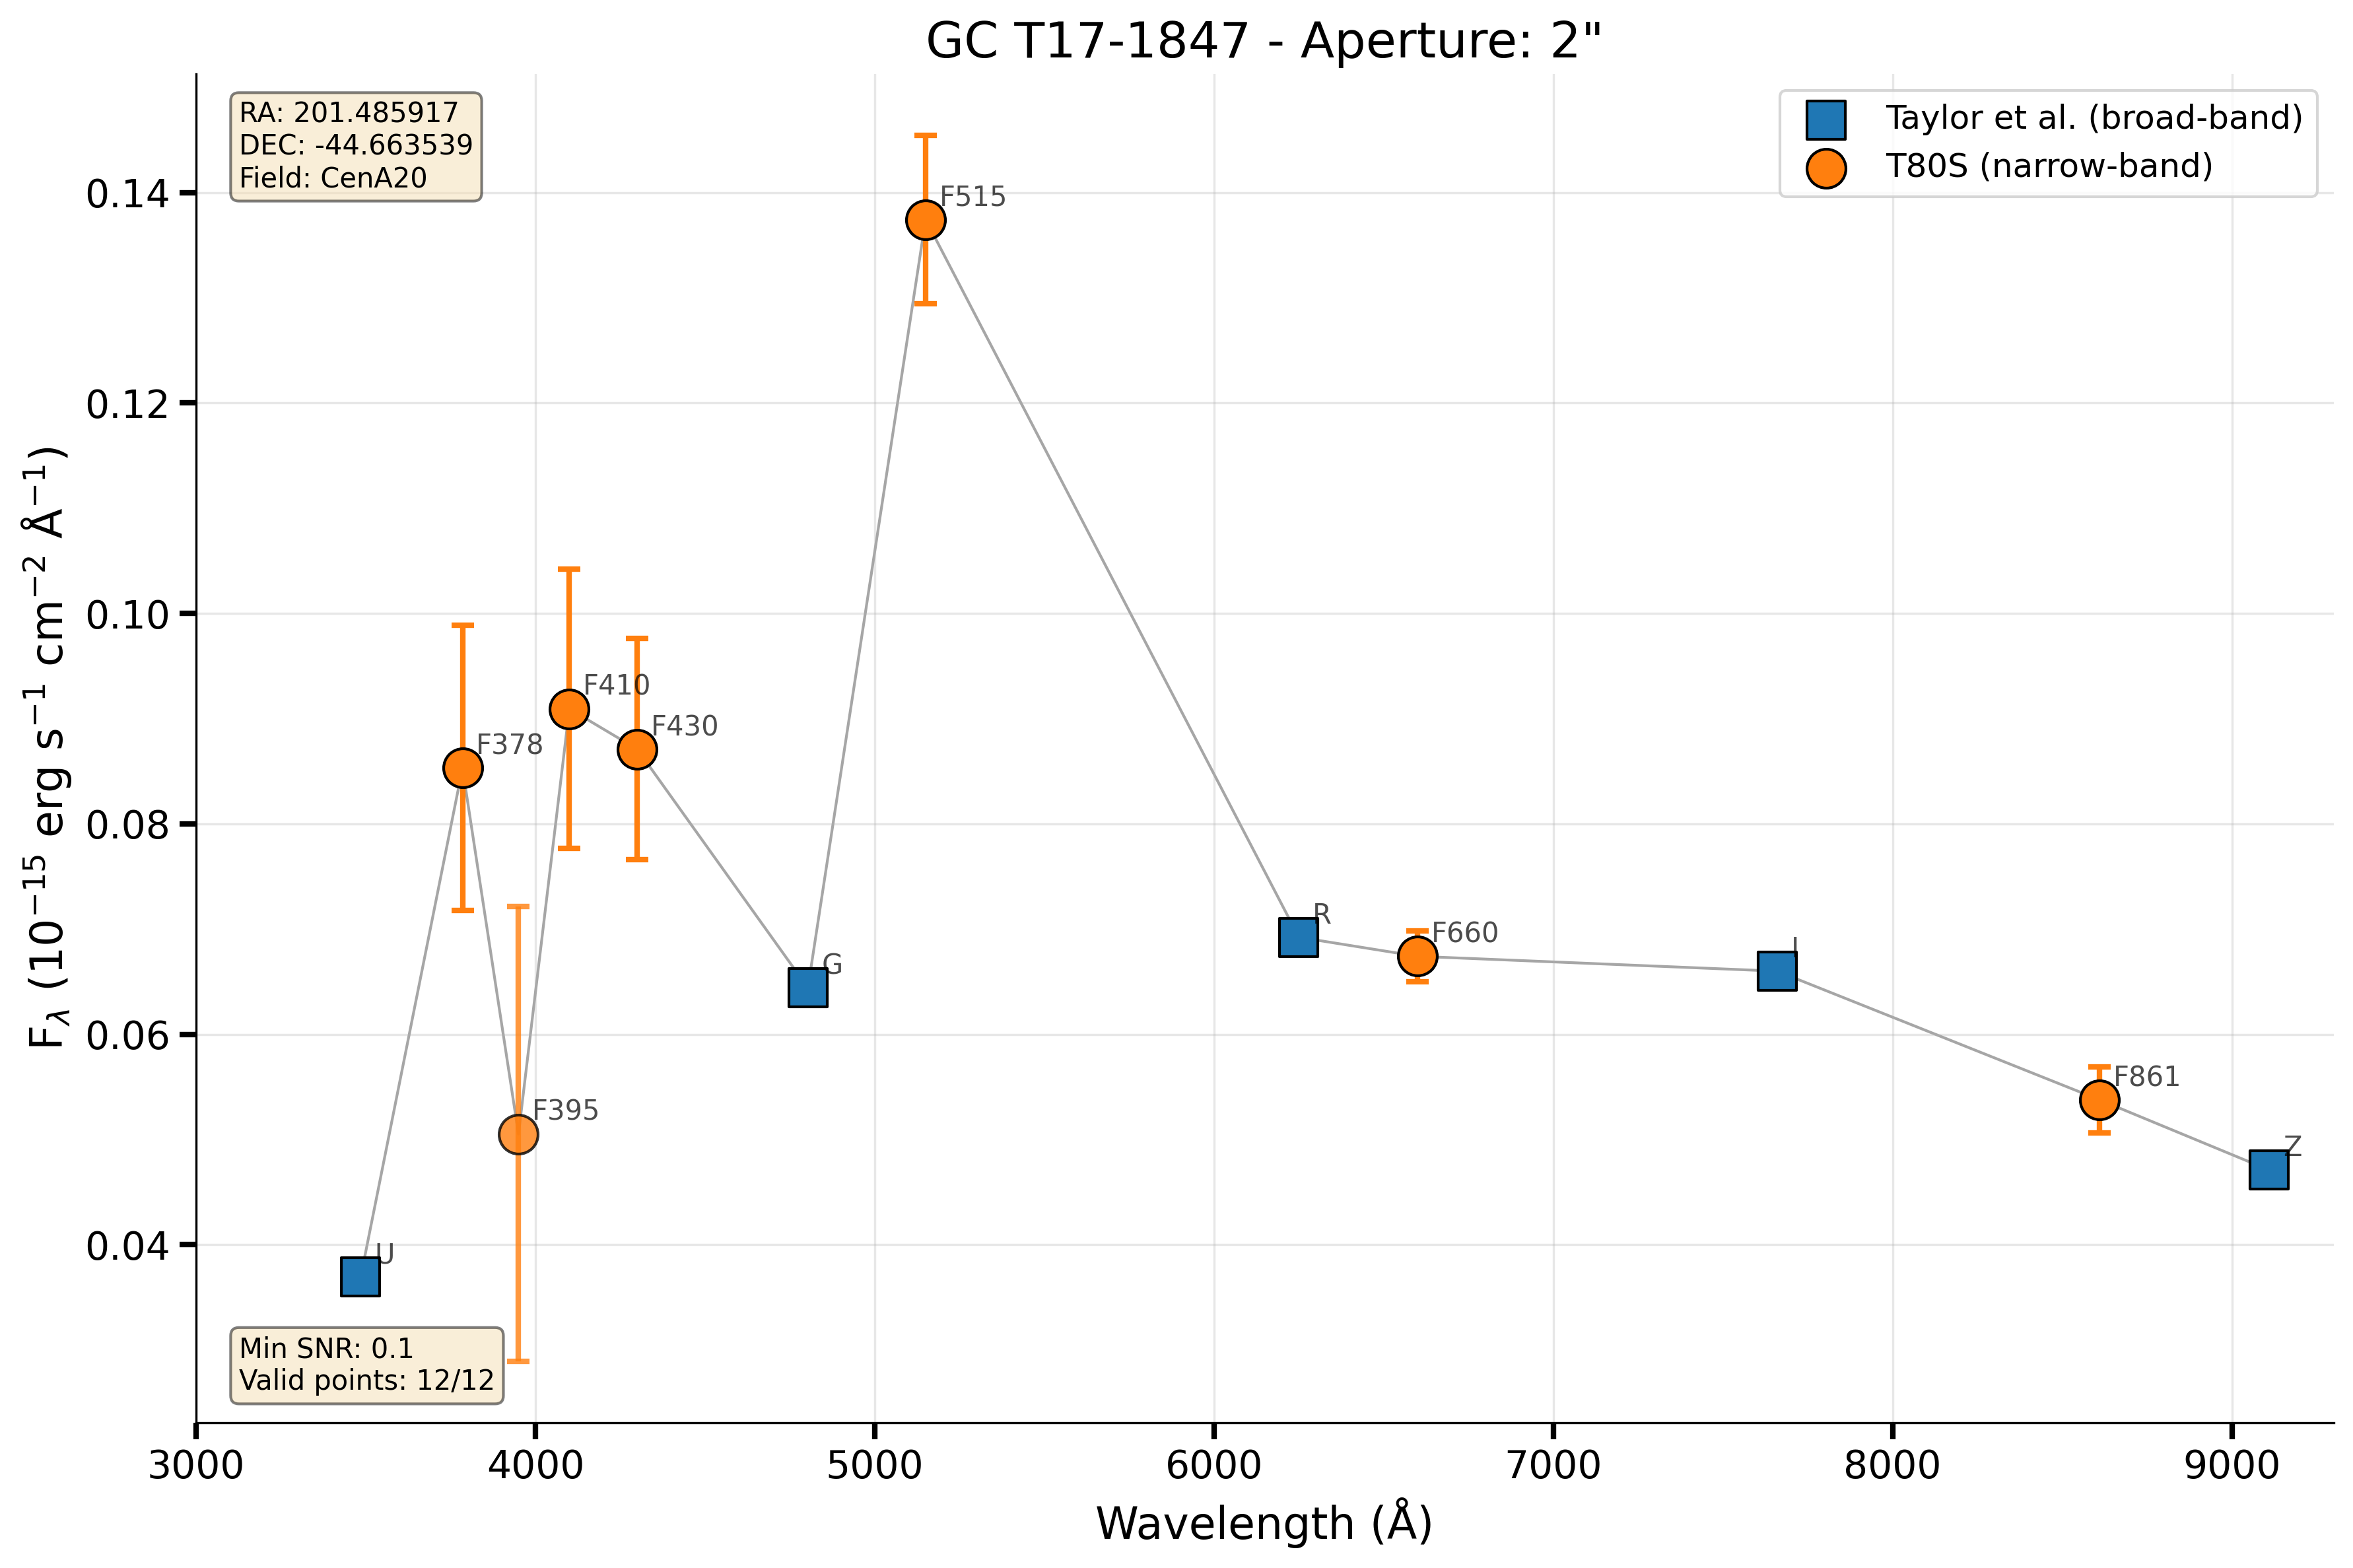 GC T17-1847 - Aperture: 2"
RA: 201.485917
DEC: -44.663539
Field: CenA20
Taylor et al. (broad-band)
T80S (narrow-band)
F515
F410
F430
F378
F395
G
R
F660
I
F861
Z
U
Min SNR: 0.1
Valid points: 12/12
0.14
0.12
0.10
0.08
0.06
0.04
Fλ (10⁻¹⁵ erg s⁻¹ cm⁻² Å⁻¹)
3000 4000 5000 6000 7000 8000 9000
Wavelength (Å)